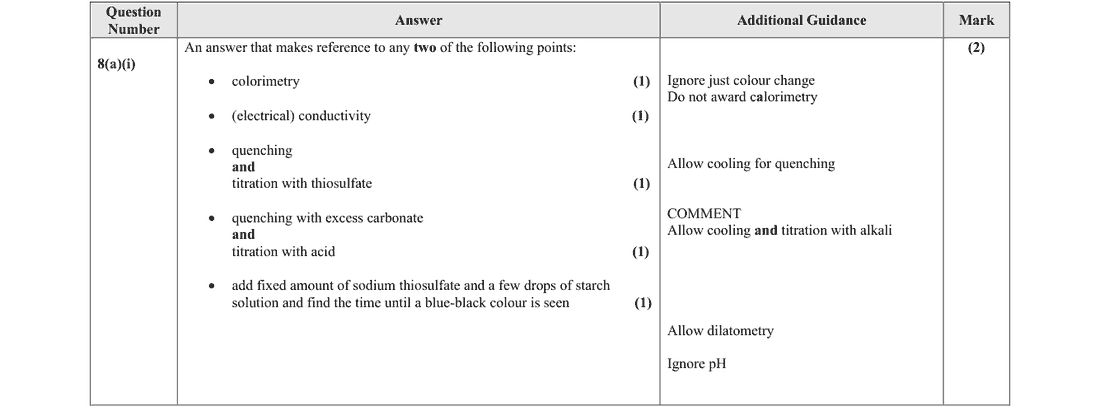 Question Number
Answer
Additional Guidance
Mark
8(a)(i)
An answer that makes reference to any two of the following points:
(2)
• colorimetry (1)
Ignore just colour change
Do not award calorimetry
• (electrical) conductivity (1)
• quenching
and
titration with thiosulfate (1)
Allow cooling for quenching
• quenching with excess carbonate
and
titration with acid (1)
COMMENT
Allow cooling and titration with alkali
• add fixed amount of sodium thiosulfate and a few drops of starch
solution and find the time until a blue-black colour is seen (1)
Allow dilatometry
Ignore pH